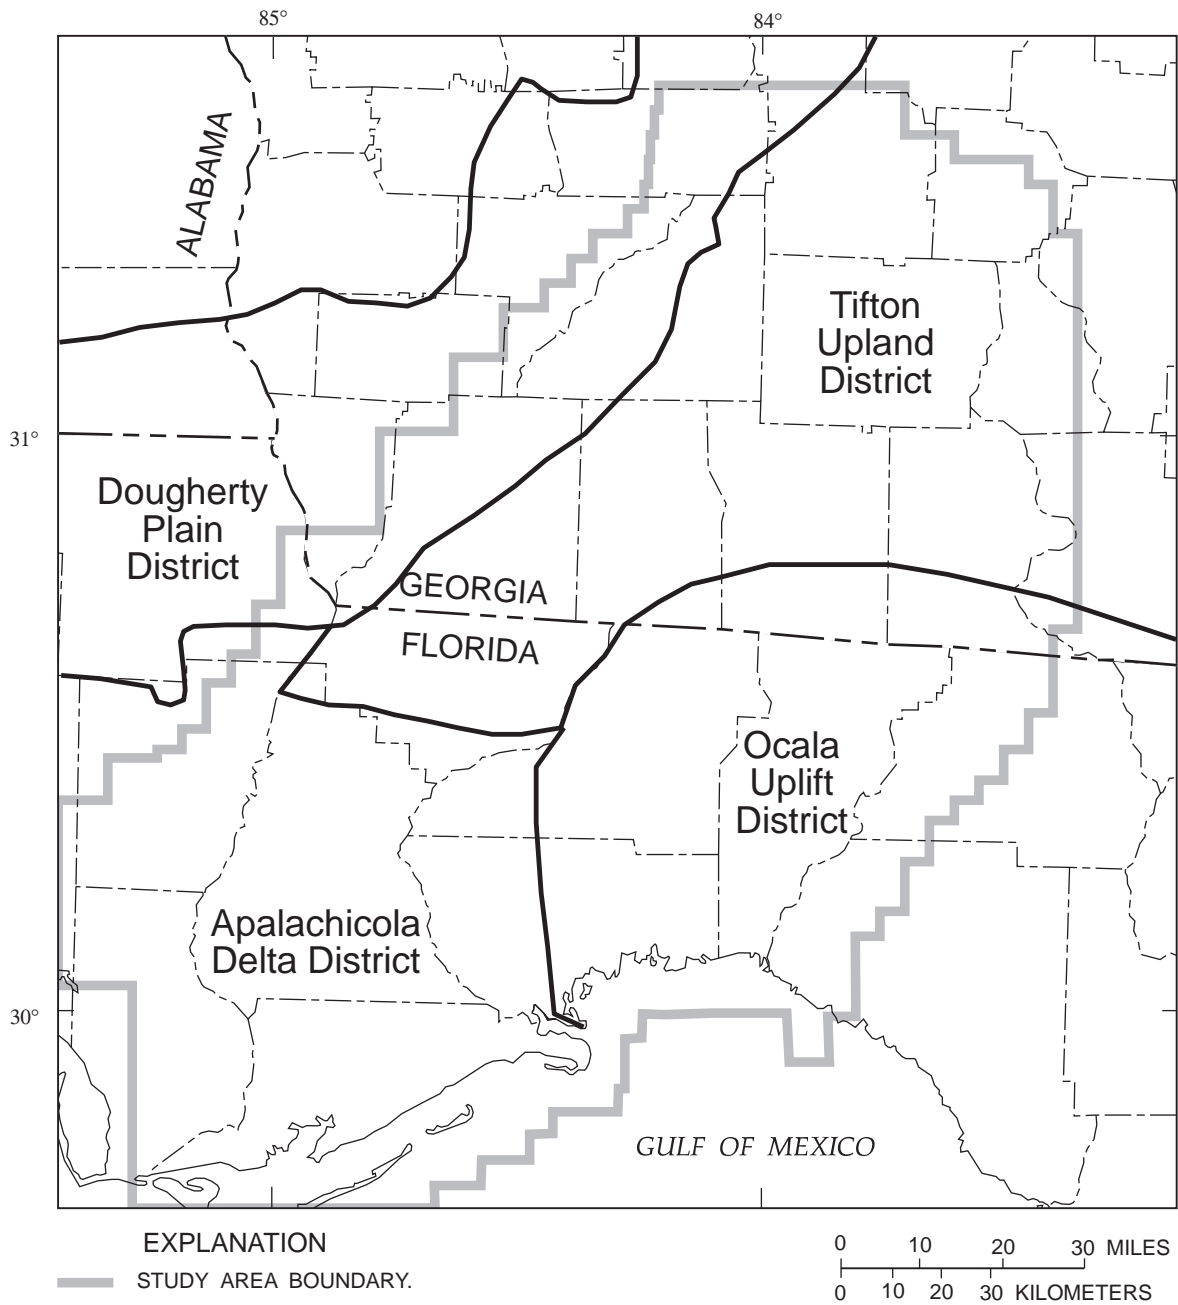 85°
84°
ALABAMA
Tifton
Upland
District
31°
Dougherty
Plain
District
GEORGIA
FLORIDA
Ocala
Uplift
District
Apalachicola
Delta District
30°
GULF OF MEXICO
EXPLANATION
STUDY AREA BOUNDARY.
0 10 20 30 MILES
0 10 20 30 KILOMETERS